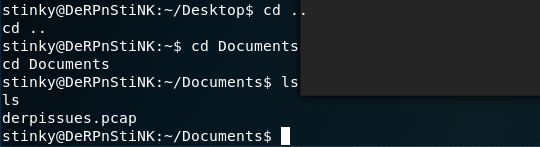 stinky@DeRPnStiNK:~/Desktop$ cd ..
cd ..
stinky@DeRPnStiNK:~$ cd Documents
cd Documents
stinky@DeRPnStiNK:~/Documents$ ls
ls
derpissues.pcap
stinky@DeRPnStiNK:~/Documents$